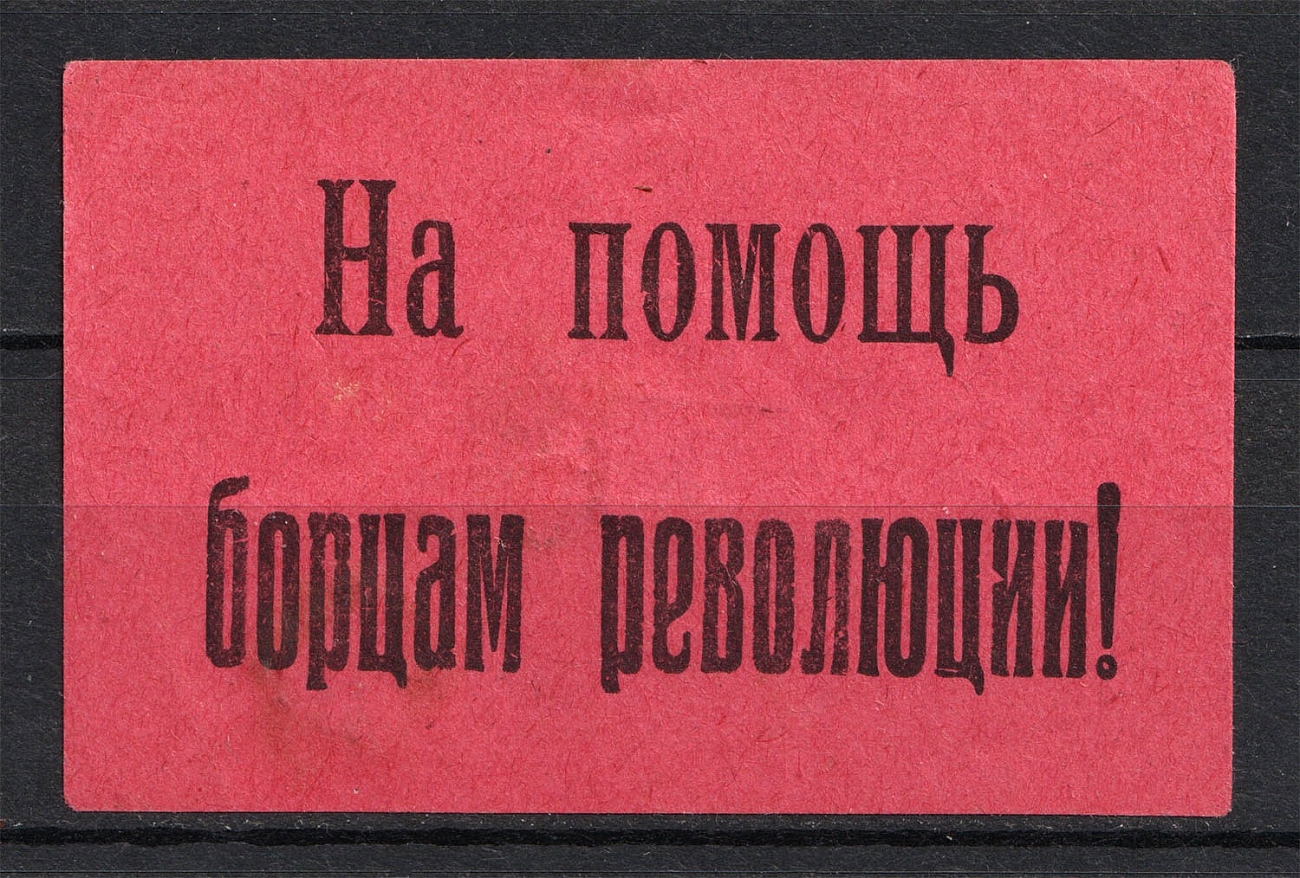 На помощь
борцам революции!